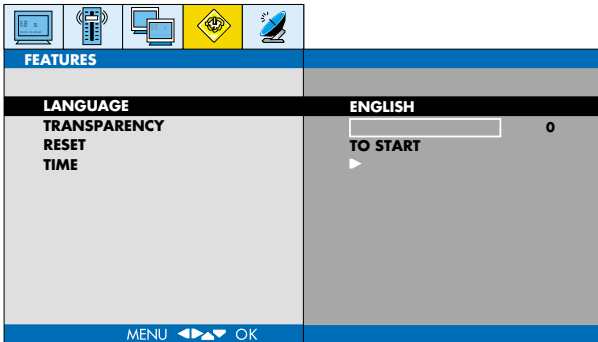 FEATURES
LANGUAGE ENGLISH
TRANSPARENCY 0
RESET TO START
TIME
MENU OK